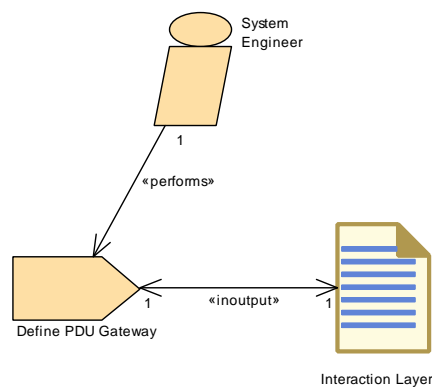 System
Engineer
1
«performs»
1
«inoutput»
1
Define PDU Gateway
Interaction Layer